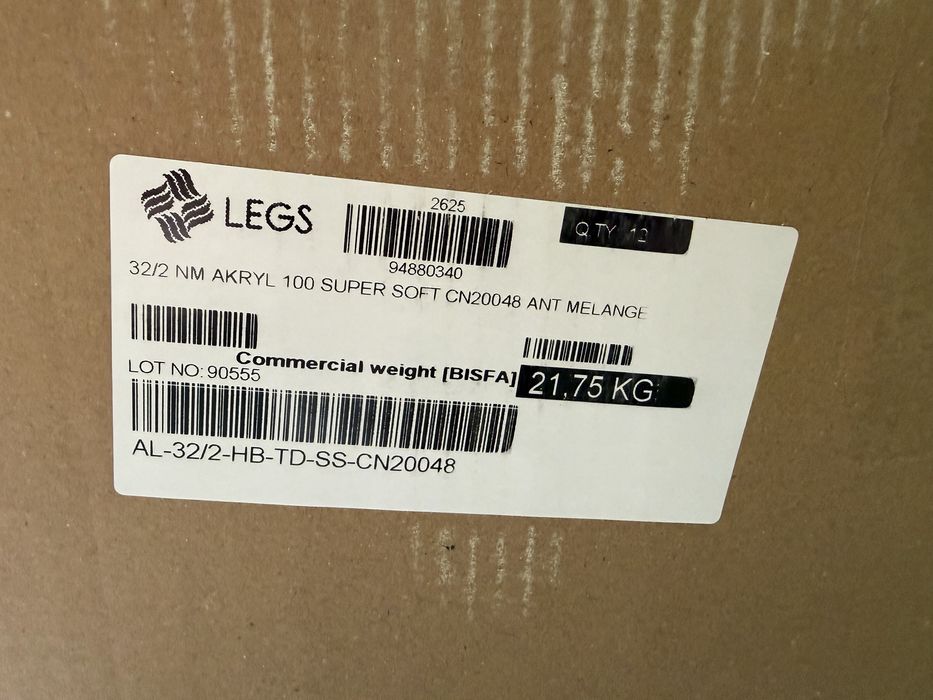 LEGS
2625
94880340
QTY 12
32/2 NM AKRYL 100 SUPER SOFT CN20048 ANT MELANGE
Commercial weight [BISFA] 21,75 KG
LOT NO: 90555
AL-32/2-HB-TD-SS-CN20048